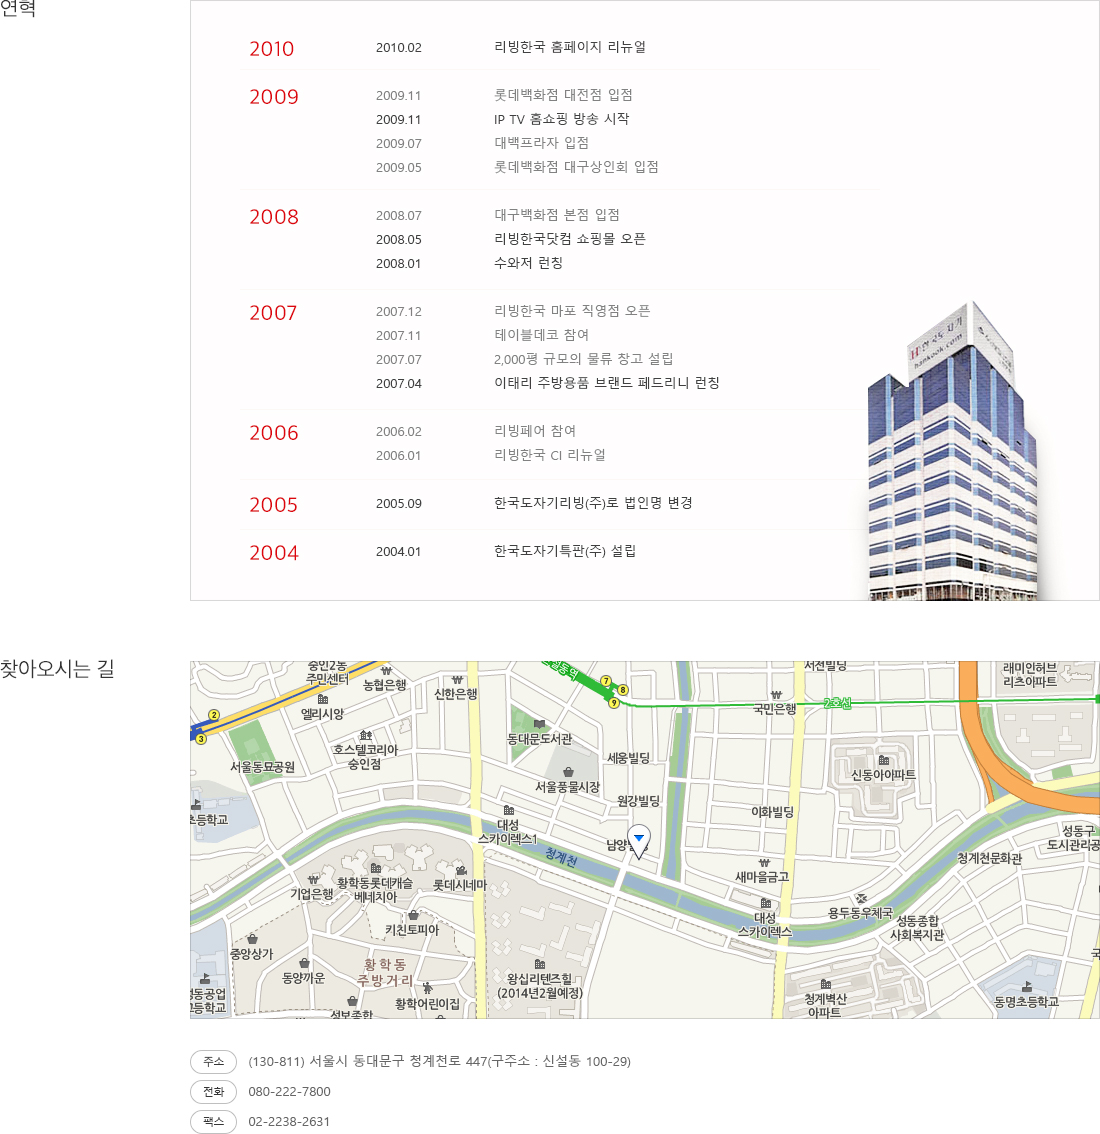 연혁
2010 2010.02 리빙한국 홈페이지 리뉴얼
2009 2009.11 롯데백화점 대전점 입점
2009.11 IP TV 홈쇼핑 방송 시작
2009.07 대백프라자 입점
2009.05 롯데백화점 대구상인회 입점
2008 2008.07 대구백화점 본점 입점
2008.05 리빙한국닷컴 쇼핑몰 오픈
2008.01 수와저 런칭
2007 2007.12 리빙한국 마포 직영점 오픈
2007.11 테이블데코 참여
2007.07 2,000평 규모의 물류 창고 설립
2007.04 이태리 주방용품 브랜드 페드리니 런칭
2006 2006.02 리빙페어 참여
2006.01 리빙한국 CI 리뉴얼
2005 2005.09 한국도자기리빙(주)로 법인명 변경
2004 2004.01 한국도자기특판(주) 설립
한국도자기
hankook.com
찾아오시는 길
숭인2동
주민센터
농협은행
신한은행
엘리시앙
2
3
7
8
9
서전빌딩
래미인허브
리츠아파트
국민은행
2호선
동대문도서관
호스텔코리아
숭인점
서울동묘공원
세웅빌딩
신동아아파트
서울풍물시장
원강빌딩
이화빌딩
초등학교
대성
스카이렉스1
남양
청계천
성동구
도시관리공
청계천문화관
새마을금고
기업은행
황학동롯데캐슬
베네치아
롯데시네마
키친토피아
대성
스카이렉스
용두동우체국
성동종합
사회복지관
중앙상가
동양까운
황학동
주방거리
왕십리텐즈힐
(2014년2월예정)
황학어린이집
성동공업
고등학교
성보종합
청계벽산
아파트
동명초등학교
국
주소 (130-811) 서울시 동대문구 청계천로 447(구주소 : 신설동 100-29)
전화 080-222-7800
팩스 02-2238-2631